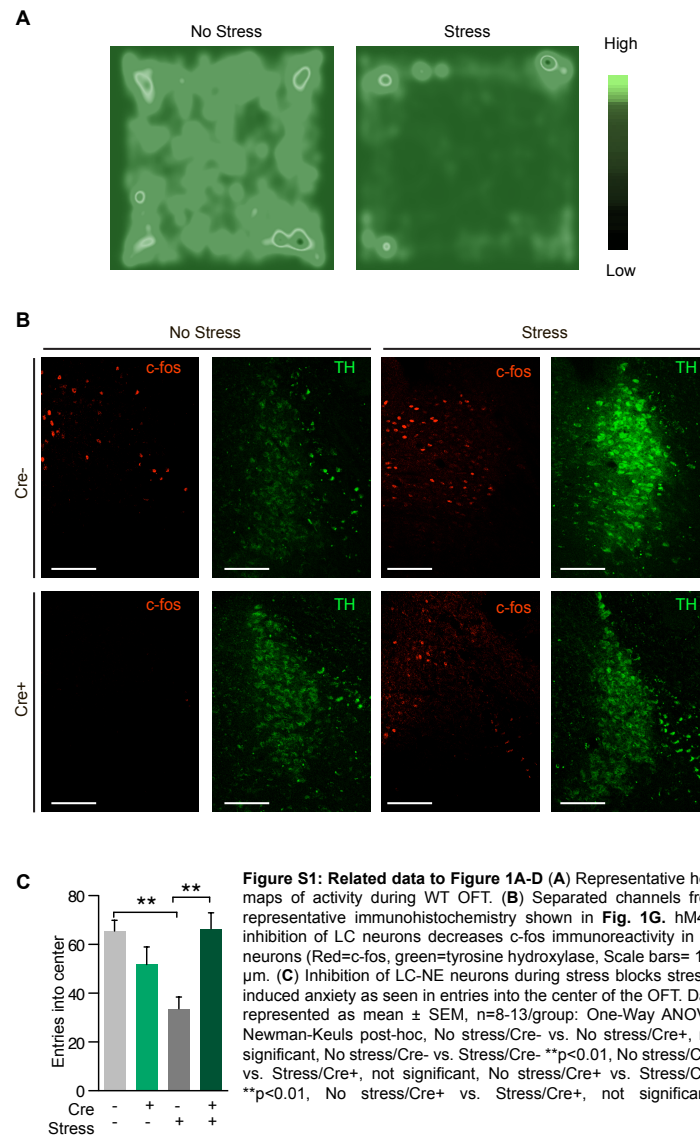 A
No Stress
Stress
High
Low
B
No Stress
Stress
Cre-
c-fos
TH
c-fos
TH
Cre+
c-fos
TH
c-fos
TH
C
80
60
40
20
0
Entries into center
**
**
Cre - + - +
Stress - - + +
Figure S1: Related data to Figure 1A-D (A) Representative he
maps of activity during WT OFT. (B) Separated channels fro
representative immunohistochemistry shown in Fig. 1G. hM4
inhibition of LC neurons decreases c-fos immunoreactivity in
neurons (Red=c-fos, green=tyrosine hydroxylase, Scale bars= 1
μm. (C) Inhibition of LC-NE neurons during stress blocks stres
induced anxiety as seen in entries into the center of the OFT. D
represented as mean ± SEM, n=8-13/group: One-Way ANOV
Newman-Keuls post-hoc, No stress/Cre- vs. No stress/Cre+,
significant, No stress/Cre- vs. Stress/Cre- **p<0.01, No stress/C
vs. Stress/Cre+, not significant, No stress/Cre+ vs. Stress/C
**p<0.01, No stress/Cre+ vs. Stress/Cre+, not significa